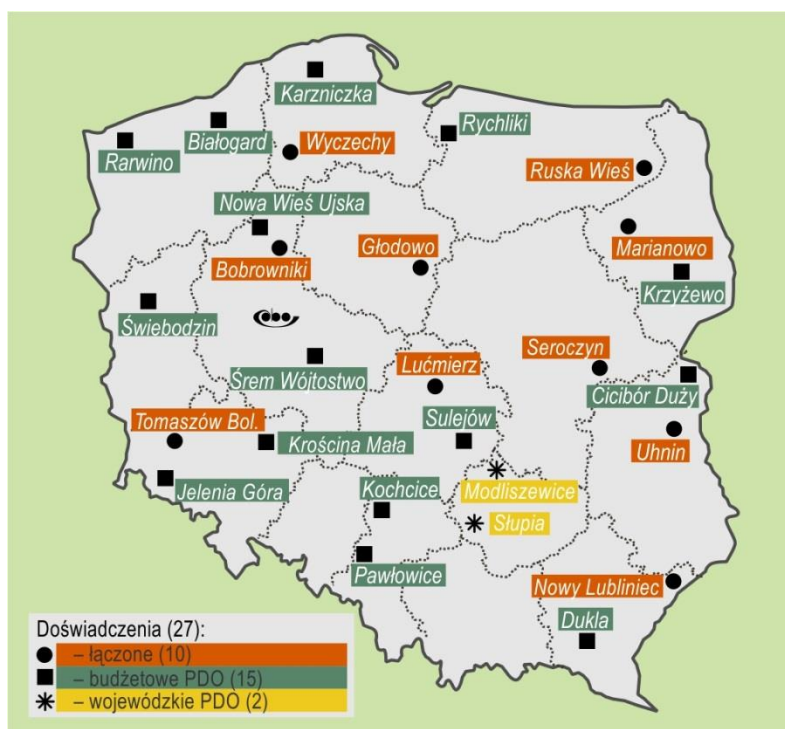 Karzniczka
Rychliki
Białogard
Wyczechy
Rarwino
Ruska Wieś
Nowa Wieś Ujska
Głodowo
Marianowo
Bobrowniki
Krzyżewo
Świebodzin
Seroczyn
Lućmierz
Śrem Wójtostwo
Cicibór Duży
Tomaszów Bol.
Sulejów
Krościna Mała
Uhnin
Jelenia Góra
Kochcice
Modliszewice
Słupia
Pawłowice
Nowy Lubliniec
Dukla
Doświadczenia (27):
– łączone (10)
– budżetowe PDO (15)
– wojewódzkie PDO (2)